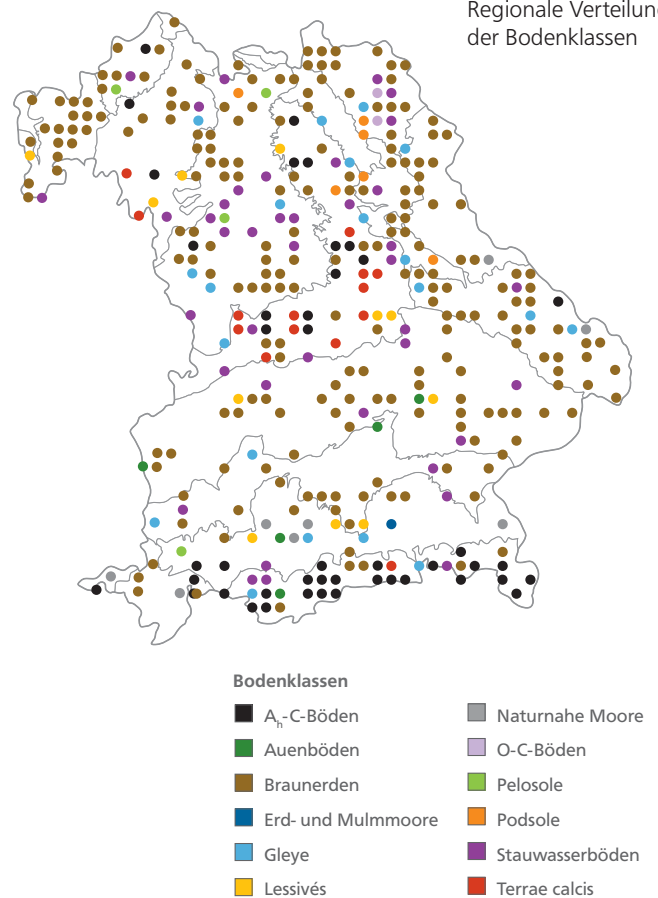 Regionale Verteilung
der Bodenklassen
Bodenklassen
Aₕ-C-Böden
Auenböden
Braunerden
Erd- und Mulmmoore
Gleye
Lessivés
Naturnahe Moore
O-C-Böden
Pelosole
Podsole
Stauwasserböden
Terrae calcis